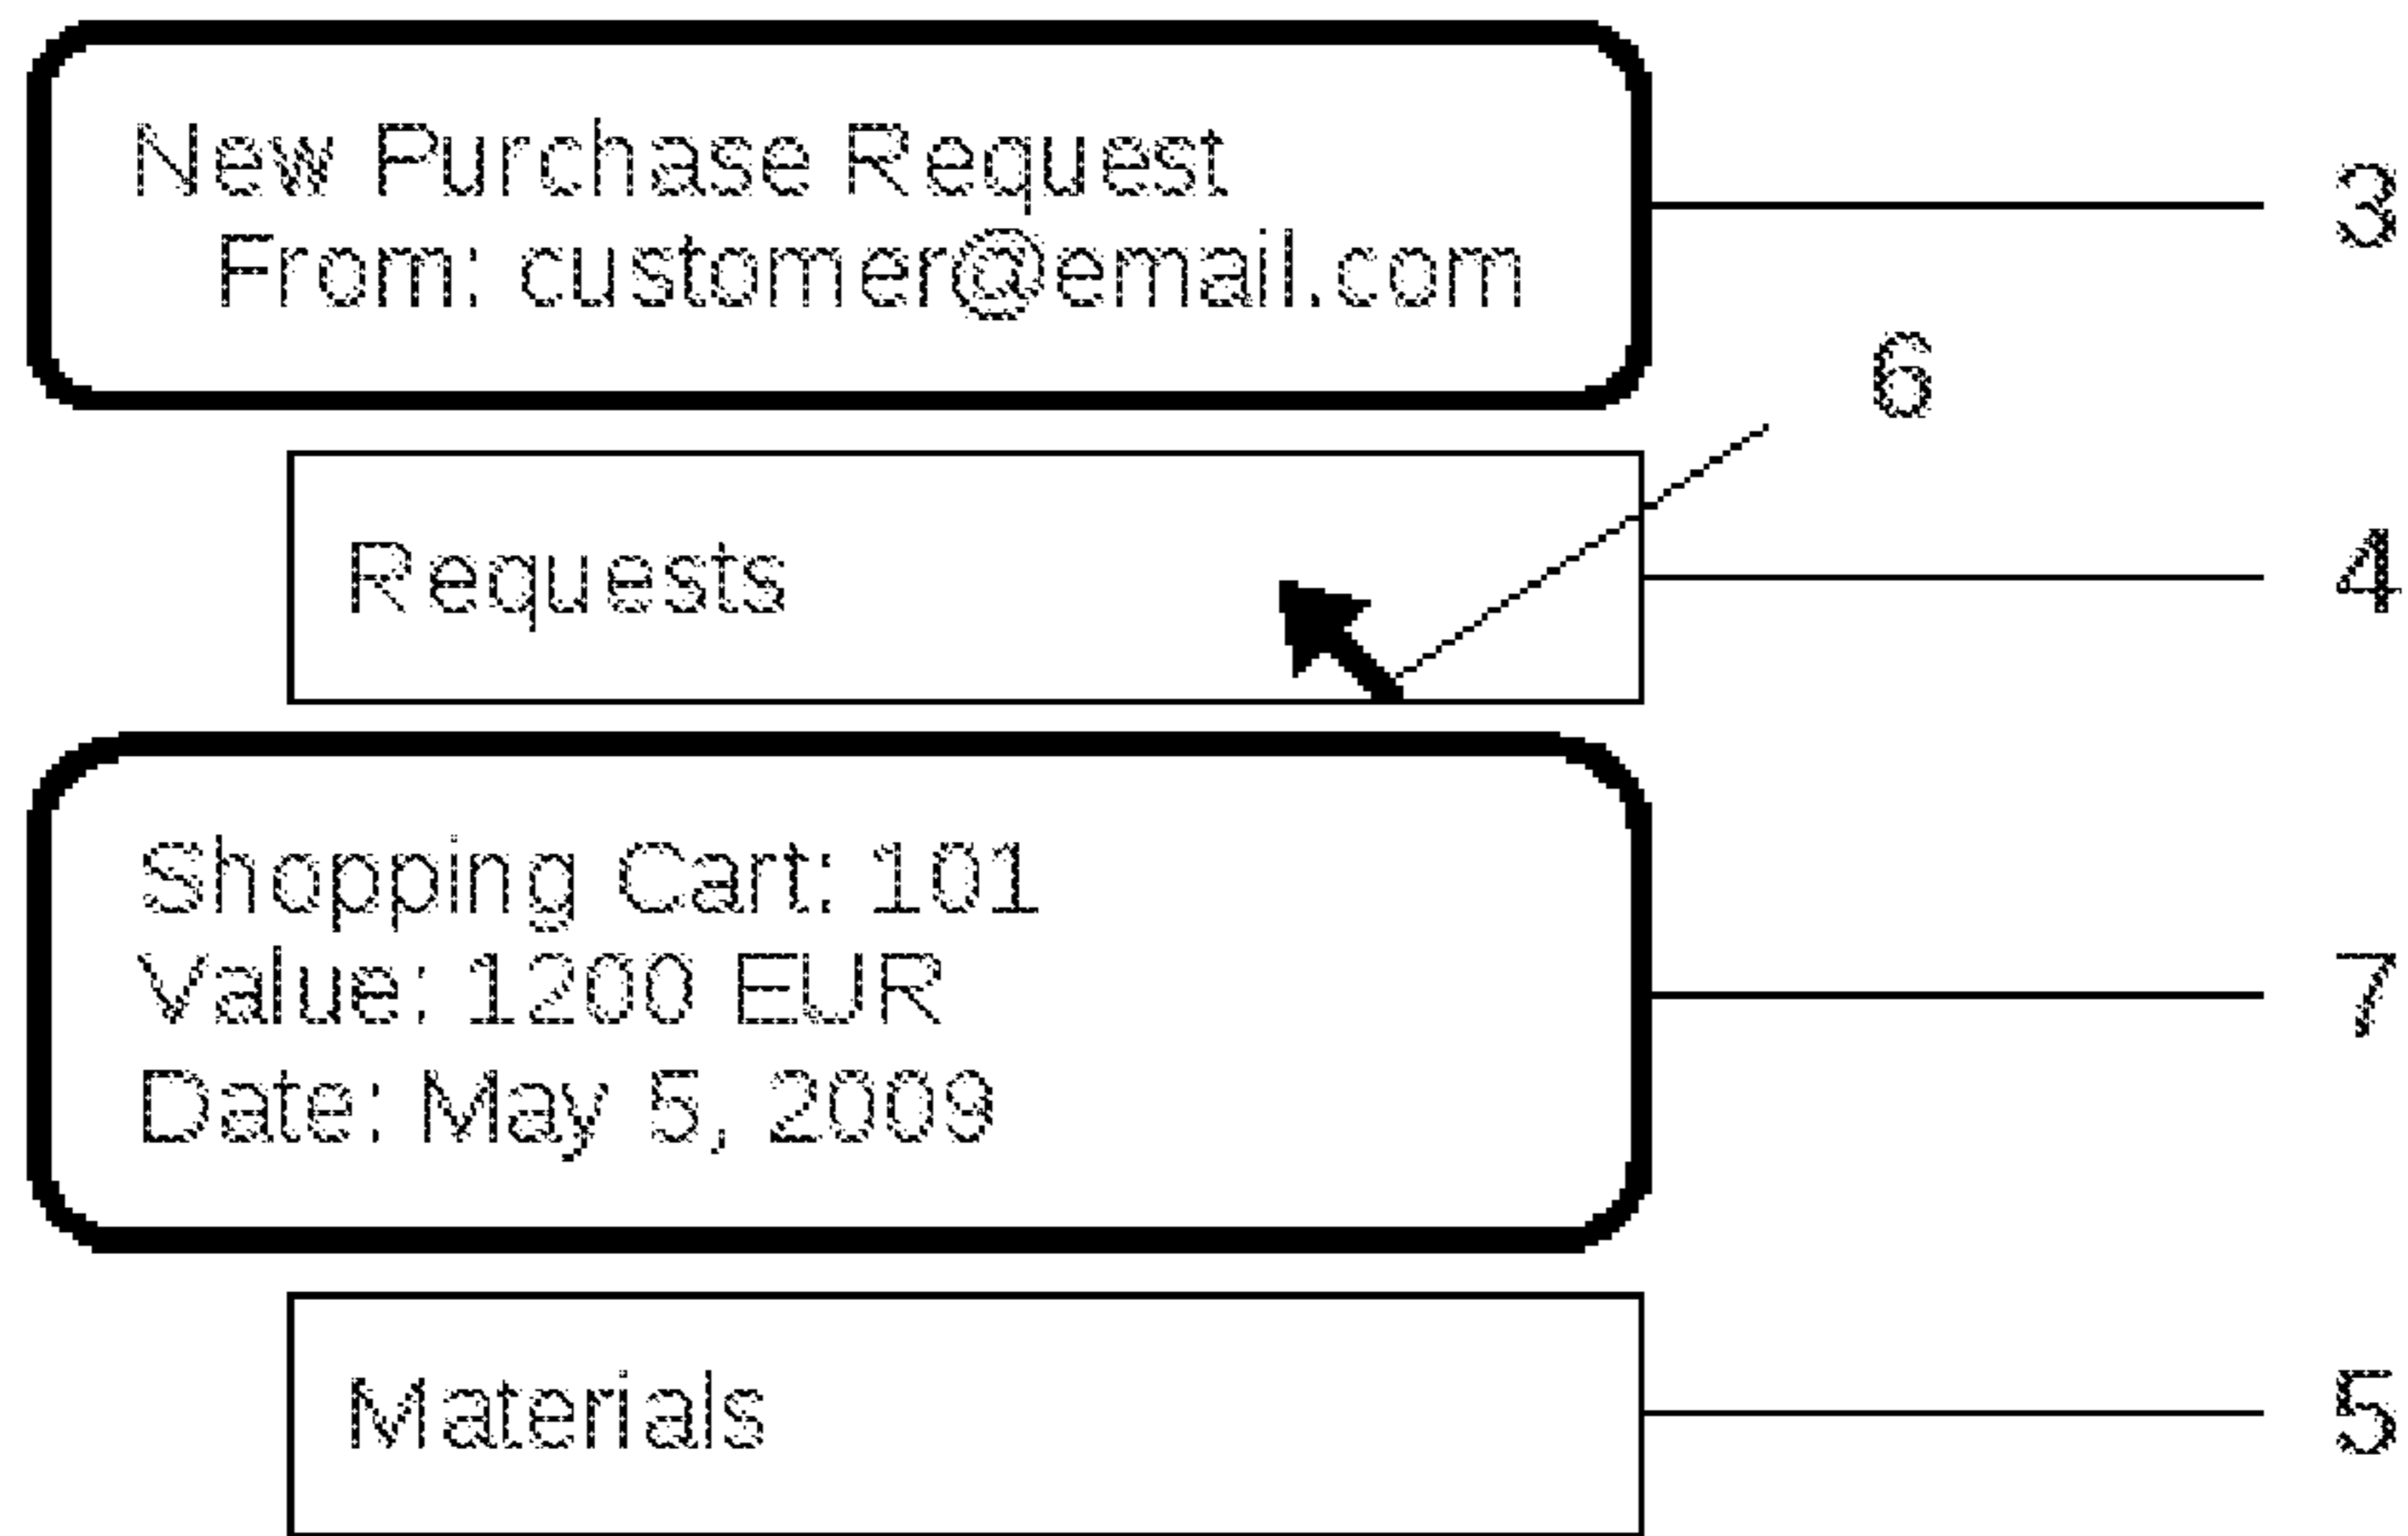 New Purchase Request
From: customer@email.com
3
6
Requests
4
Shopping Cart: 101
Value: 1200 EUR
Date: May 5, 2009
7
Materials
5